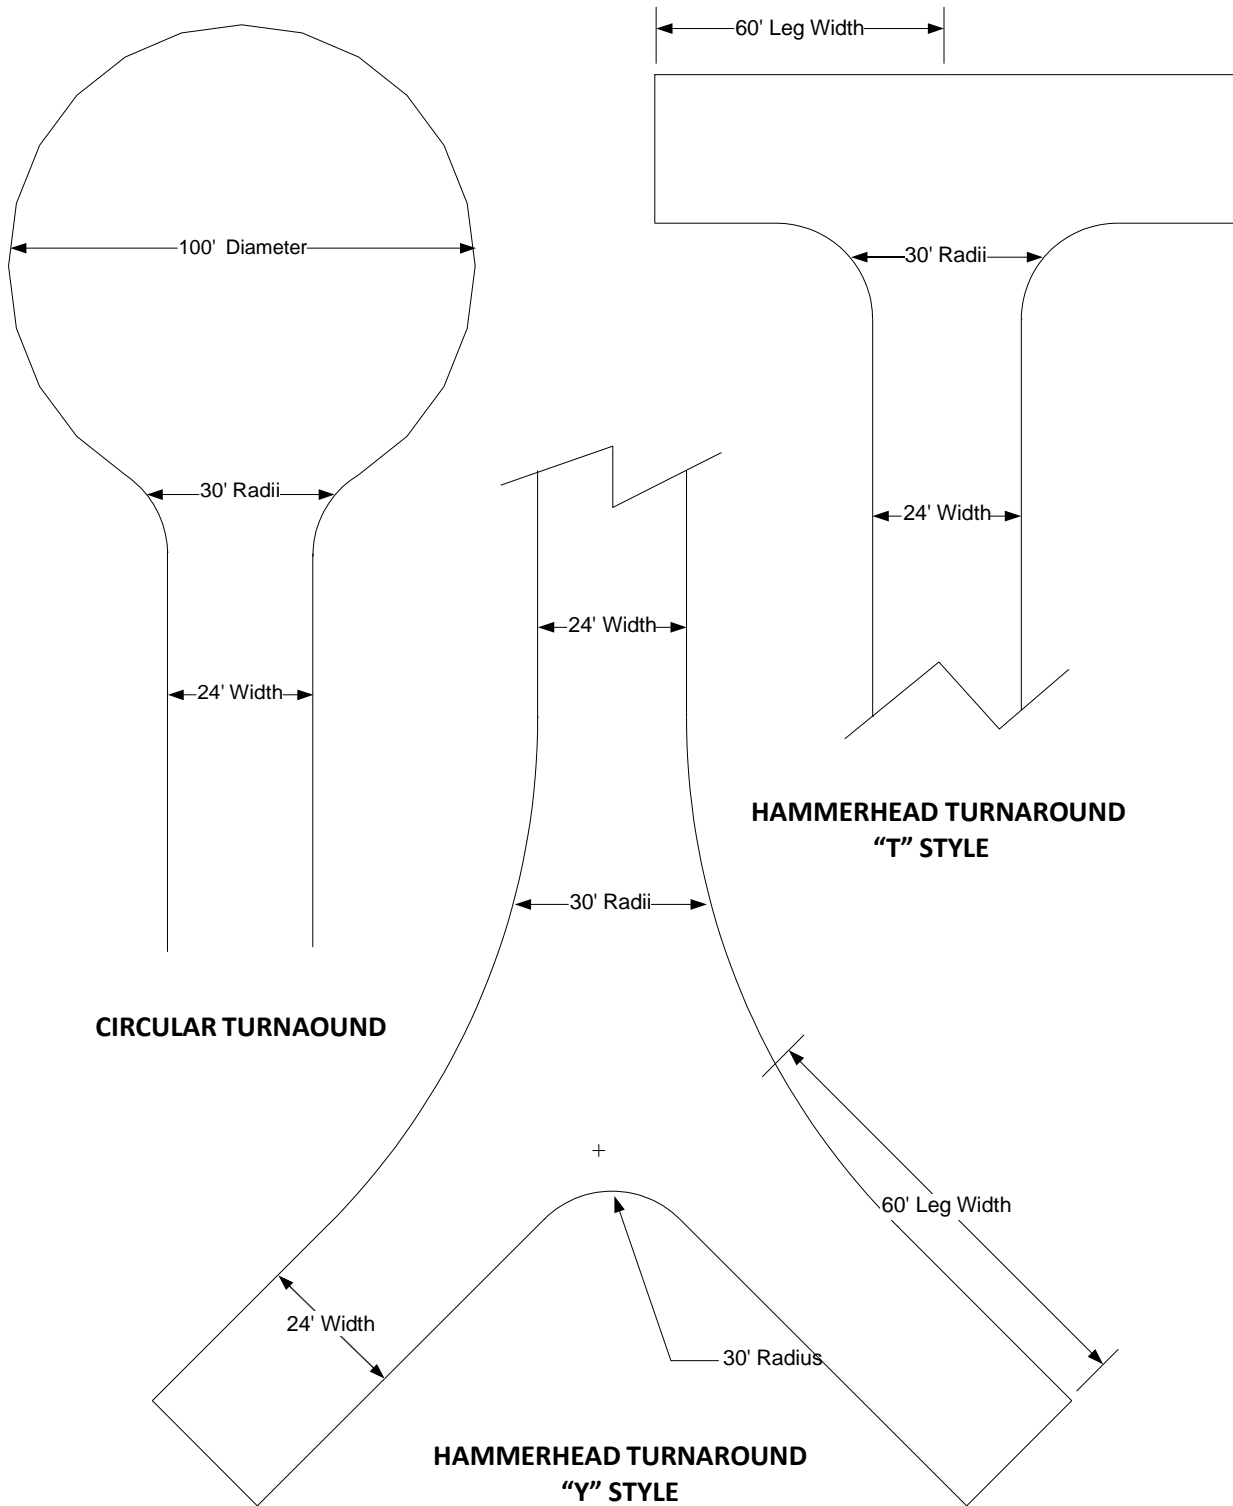 60' Leg Width
100'  Diameter
30' Radii
30' Radii
24' Width
24' Width
24' Width
HAMMERHEAD TURNAROUND
“T” STYLE
30' Radii
CIRCULAR TURNAOUND
60' Leg Width
24' Width
30' Radius
HAMMERHEAD TURNAROUND
“Y” STYLE